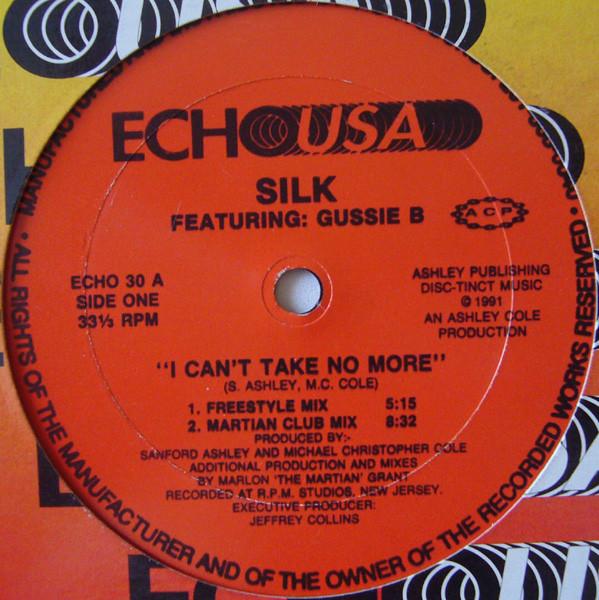 ECHO USA
SILK
FEATURING: GUSSIE B
ACP
ECHO 30 A
SIDE ONE
33⅓ RPM
ASHLEY PUBLISHING
DISC-TINCT MUSIC
© 1991
AN ASHLEY COLE
PRODUCTION
"I CAN'T TAKE NO MORE"
(S. ASHLEY, M.C. COLE)
1. FREESTYLE MIX 5:15
2. MARTIAN CLUB MIX 8:32
PRODUCED BY:-
SANFORD ASHLEY AND MICHAEL CHRISTOPHER COLE
ADDITIONAL PRODUCTION AND MIXES
BY MARLON 'THE MARTIAN' GRANT
RECORDED AT R.P.M. STUDIOS, NEW JERSEY.
EXECUTIVE PRODUCER:
JEFFREY COLLINS
• ALL RIGHTS OF THE MANUFACTURER AND OF THE OWNER OF THE RECORDED WORKS RESERVED •